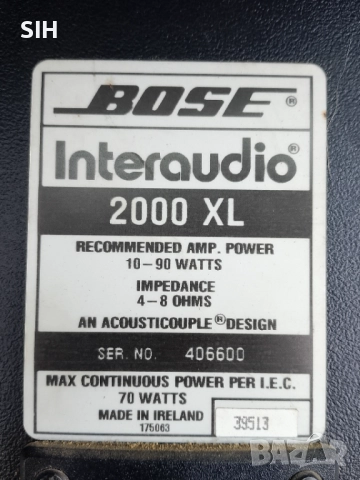 SIH
BOSE®
Interaudio®
2000 XL
RECOMMENDED AMP. POWER
10-90 WATTS
IMPEDANCE
4-8 OHMS
AN ACOUSTICOUPLE® DESIGN
SER. NO. 406600
MAX CONTINUOUS POWER PER I.E.C.
70 WATTS
MADE IN IRELAND
175063
39513
BAZAR